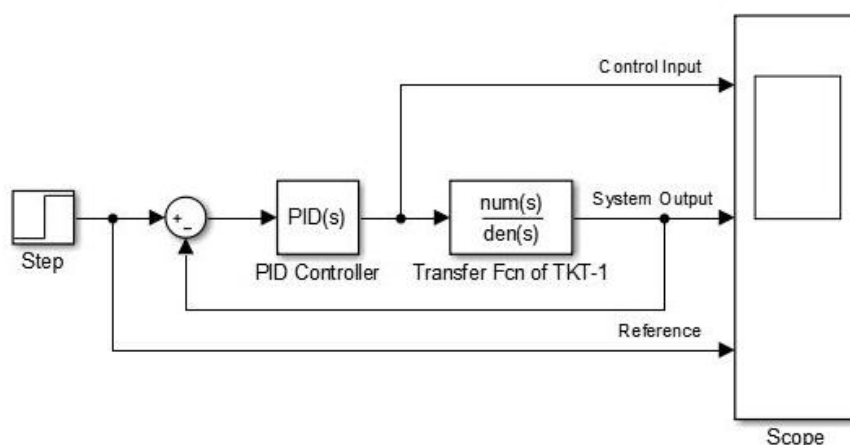 Control Input
+
-
PID(s)
num(s)
den(s)
System Output
Step
PID Controller
Transfer Fcn of TKT-1
Reference
Scope